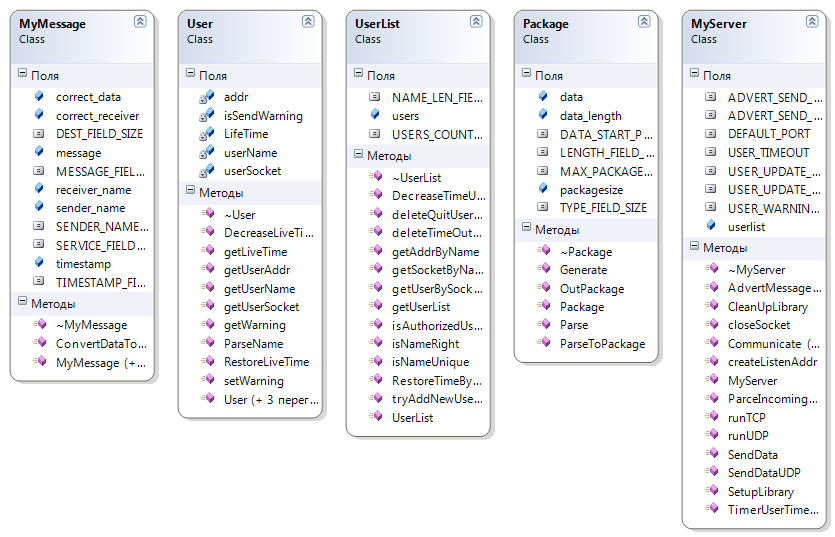 MyMessage
Class
Поля
correct_data
correct_receiver
DEST_FIELD_SIZE
message
MESSAGE_FIEL...
receiver_name
sender_name
SENDER_NAME...
SERVICE_FIELD...
timestamp
TIMESTAMP_FI...
Методы
~MyMessage
ConvertDataTo...
MyMessage (+...
User
Class
Поля
addr
isSendWarning
LifeTime
userName
userSocket
Методы
~User
DecreaseLiveTi...
getLiveTime
getUserAddr
getUserName
getUserSocket
getWarning
ParseName
RestoreLiveTime
setWarning
User (+ 3 перег...
UserList
Class
Поля
NAME_LEN_FIE...
users
USERS_COUNT...
Методы
~UserList
DecreaseTimeU...
deleteQuitUser...
deleteTimeOut...
getAddrByName
getSocketByNa...
getUserBySock...
getUserList
isAuthorizedUs...
isNameRight
isNameUnique
RestoreTimeBy...
tryAddNewUse...
UserList
Package
Class
Поля
data
data_length
DATA_START_P...
LENGTH_FIELD_...
MAX_PACKAGE...
packagesize
TYPE_FIELD_SIZE
Методы
~Package
Generate
OutPackage
Package
Parse
ParseToPackage
MyServer
Class
Поля
ADVERT_SEND_...
ADVERT_SEND_...
DEFAULT_PORT
USER_TIMEOUT
USER_UPDATE_...
USER_UPDATE_...
USER_WARNIN...
userlist
Методы
~MyServer
AdvertMessage...
CleanUpLibrary
closeSocket
Communicate (...
createListenAddr
MyServer
ParceIncoming...
runTCP
runUDP
SendData
SendDataUDP
SetupLibrary
TimerUserTime...